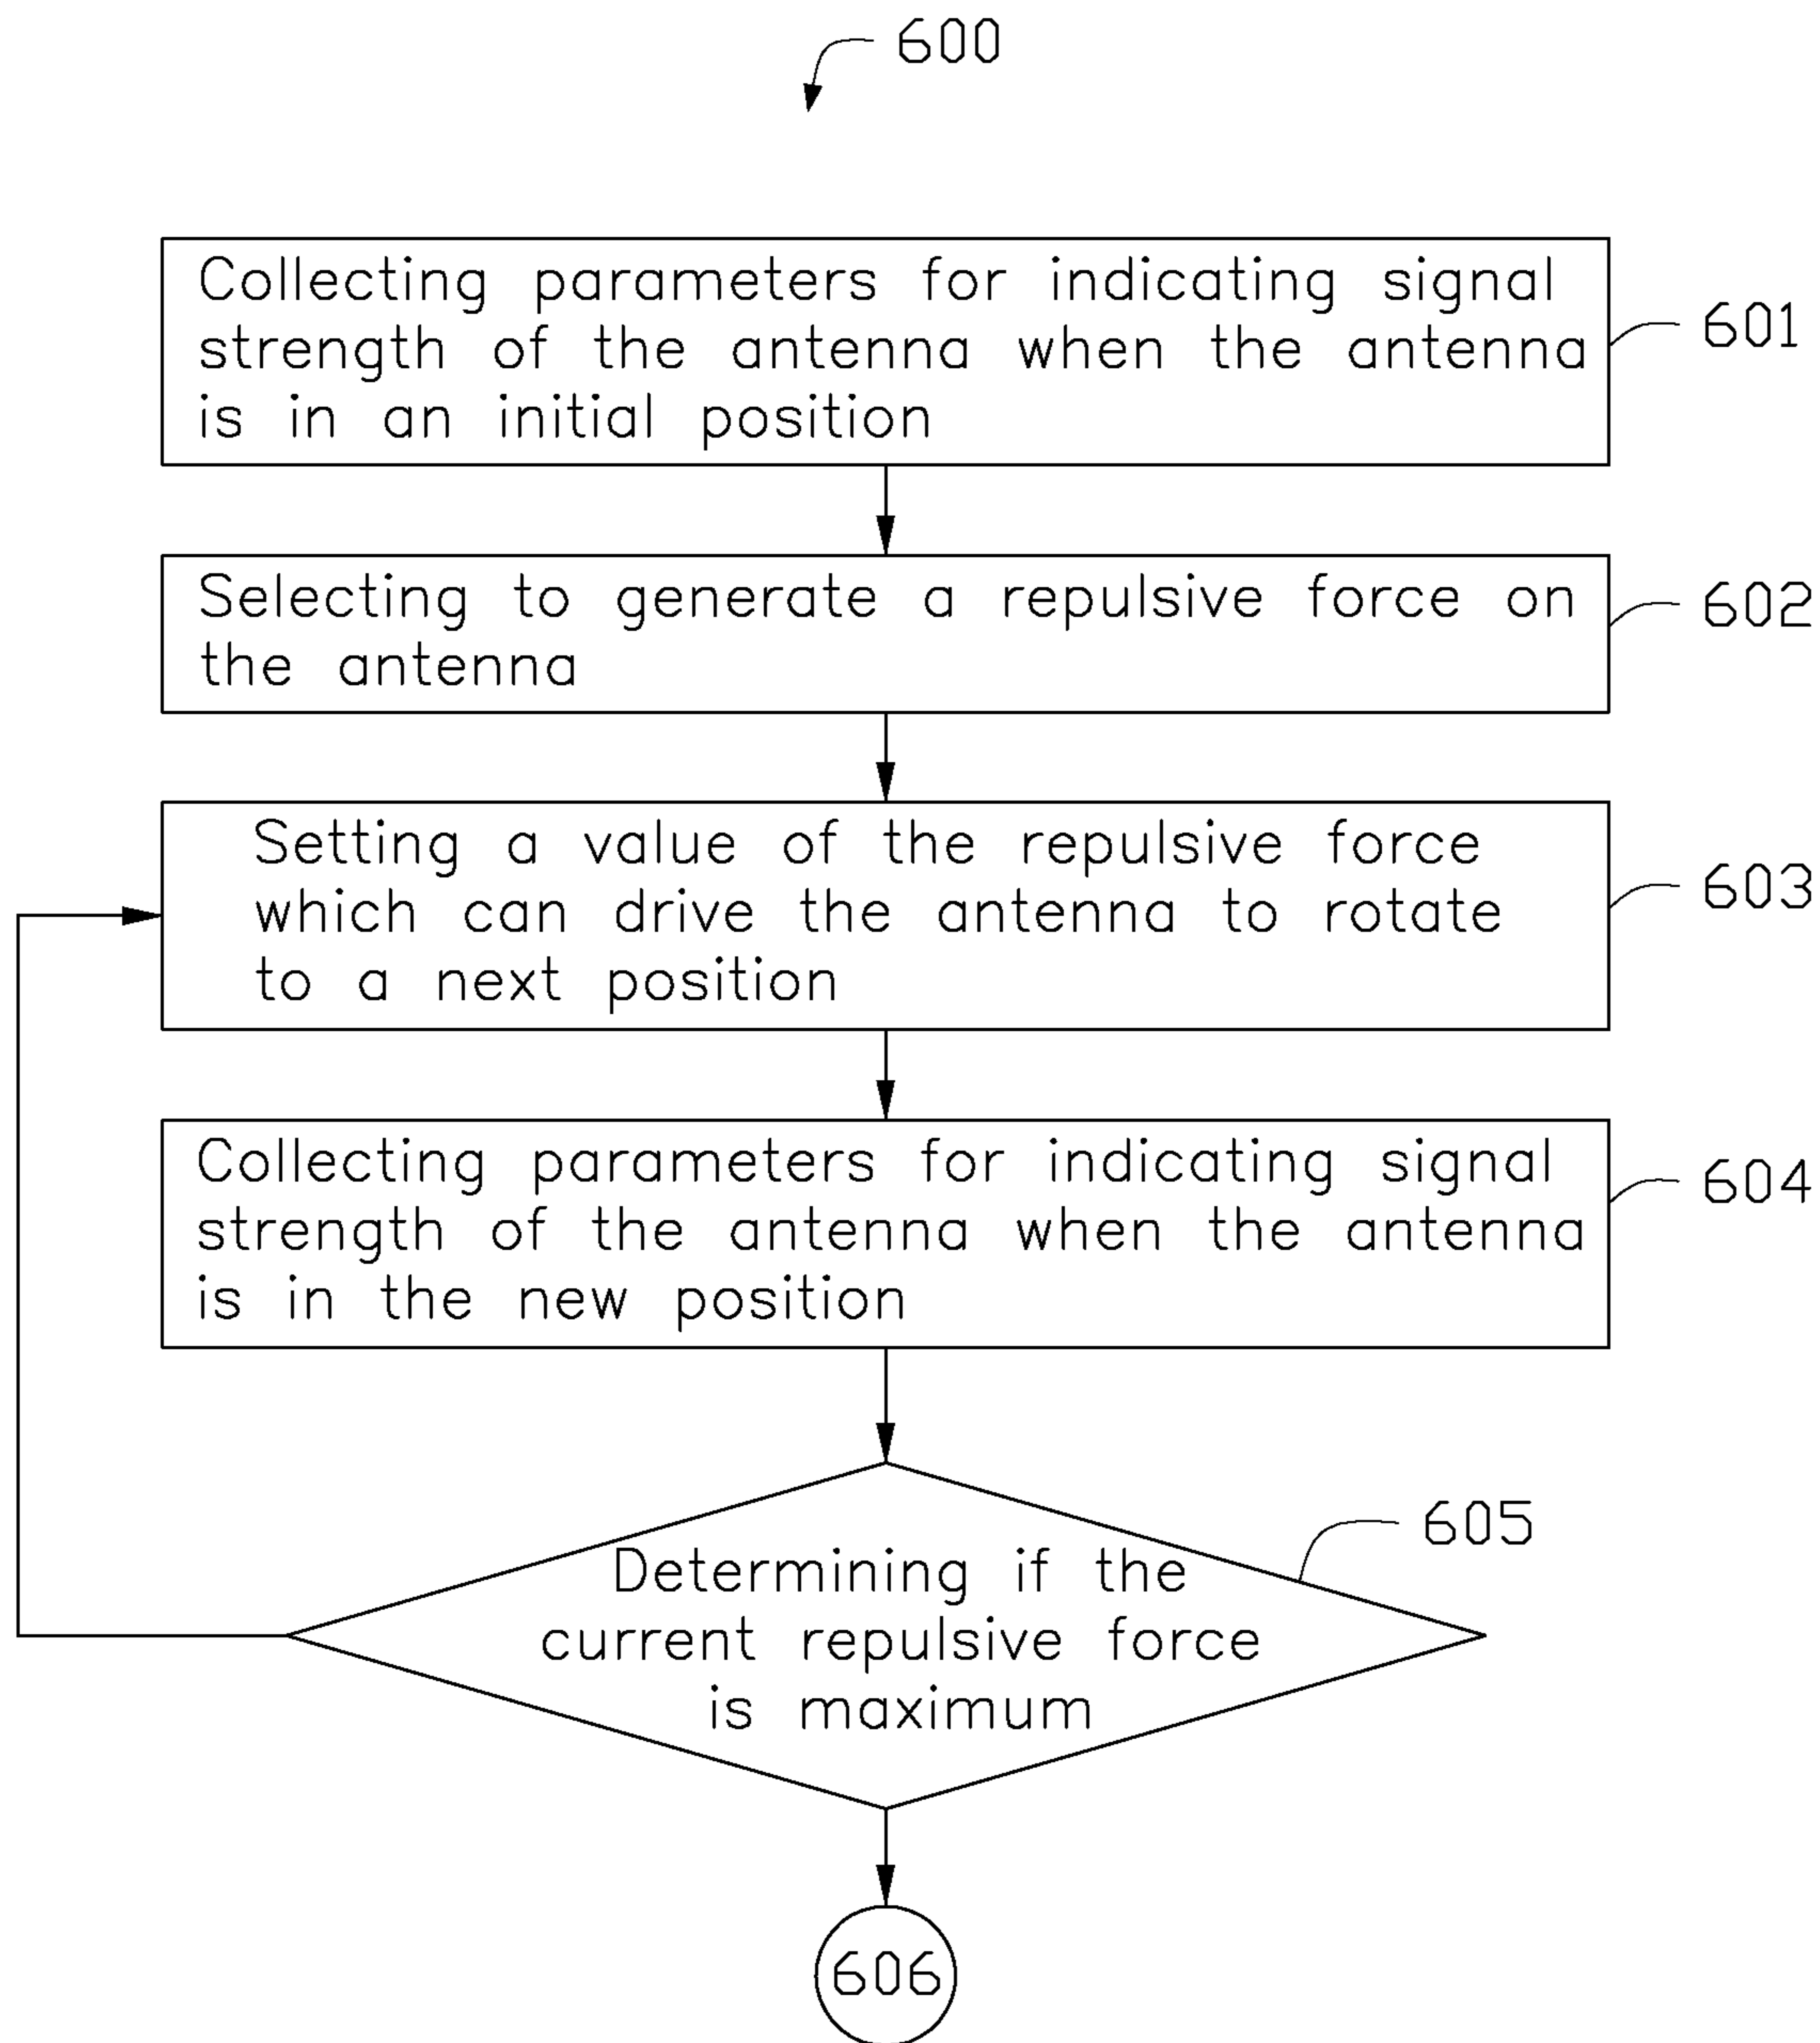 600
Collecting parameters for indicating signal
strength of the antenna when the antenna
is in an initial position
601
Selecting to generate a repulsive force on
the antenna
602
Setting a value of the repulsive force
which can drive the antenna to rotate
to a next position
603
Collecting parameters for indicating signal
strength of the antenna when the antenna
is in the new position
604
605
Determining if the
current repulsive force
is maximum
606